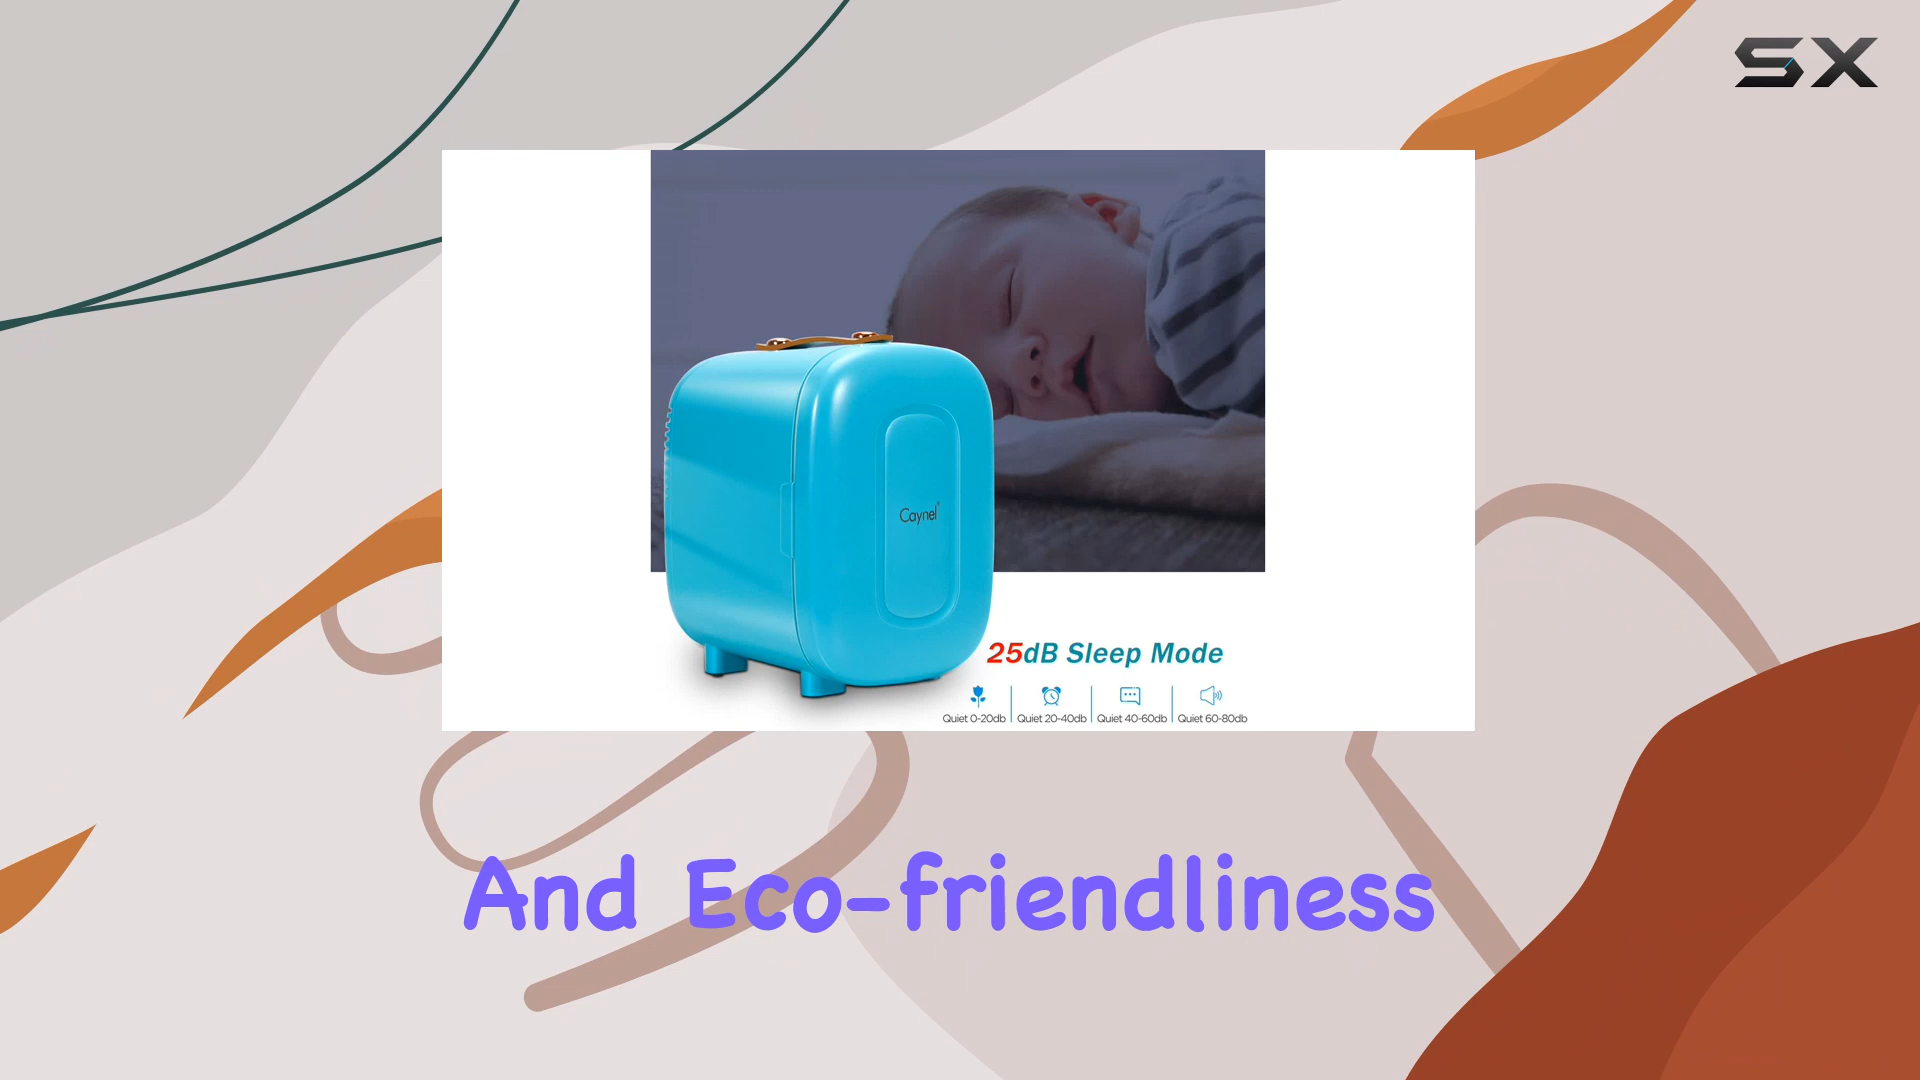 SX
Caynel
25dB Sleep Mode
Quiet 0-20db Quiet 20-40db Quiet 40-60db Quiet 60-80db
And Eco-friendliness